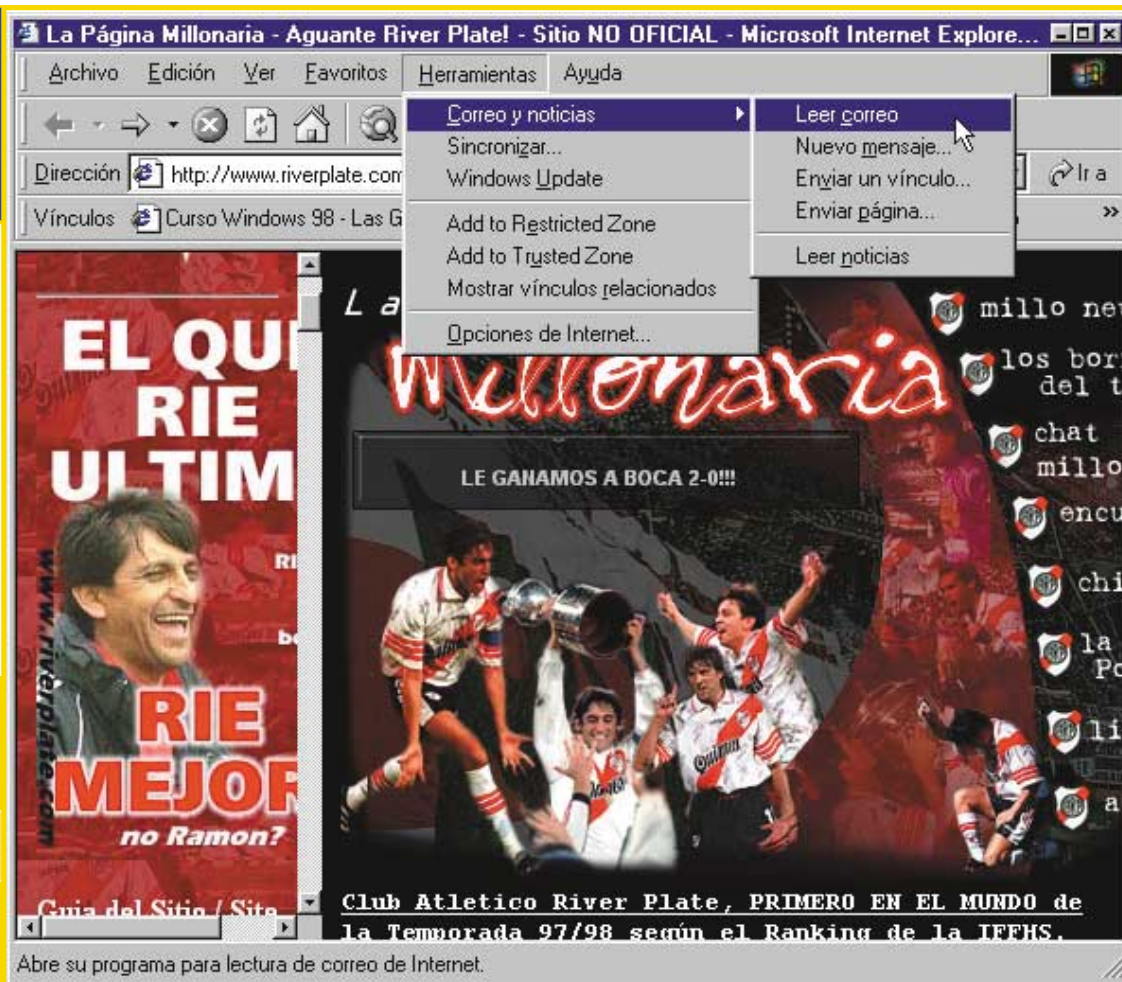 La Página Millonaria - Aguante River Plate! - Sitio NO OFICIAL - Microsoft Internet Explore...
Archivo Edición Ver Favoritos Herramientas Ayuda
Correo y noticias
Sincronizar...
Windows Update
Add to Restricted Zone
Add to Trusted Zone
Mostrar vínculos relacionados
Opciones de Internet...
Leer correo
Nuevo mensaje...
Enviar un vínculo...
Enviar página...
Leer noticias
Dirección http://www.riverplate.com
Ir a
Vínculos Curso Windows 98 - Las G
»
EL QUE
RIE
ULTIM
RI
www.riverplate.com
RIE
MEJOR
no Ramon?
Guia del Sitio / Site
La
Millonaria
LE GANAMOS A BOCA 2-0!!!
Quilmes
millo ne
los bor
del t
chat
millo
encu
chi
la
Po
li
a
Club Atletico River Plate, PRIMERO EN EL MUNDO de
la Temporada 97/98 según el Ranking de la IFFHS.
Abre su programa para lectura de correo de Internet.